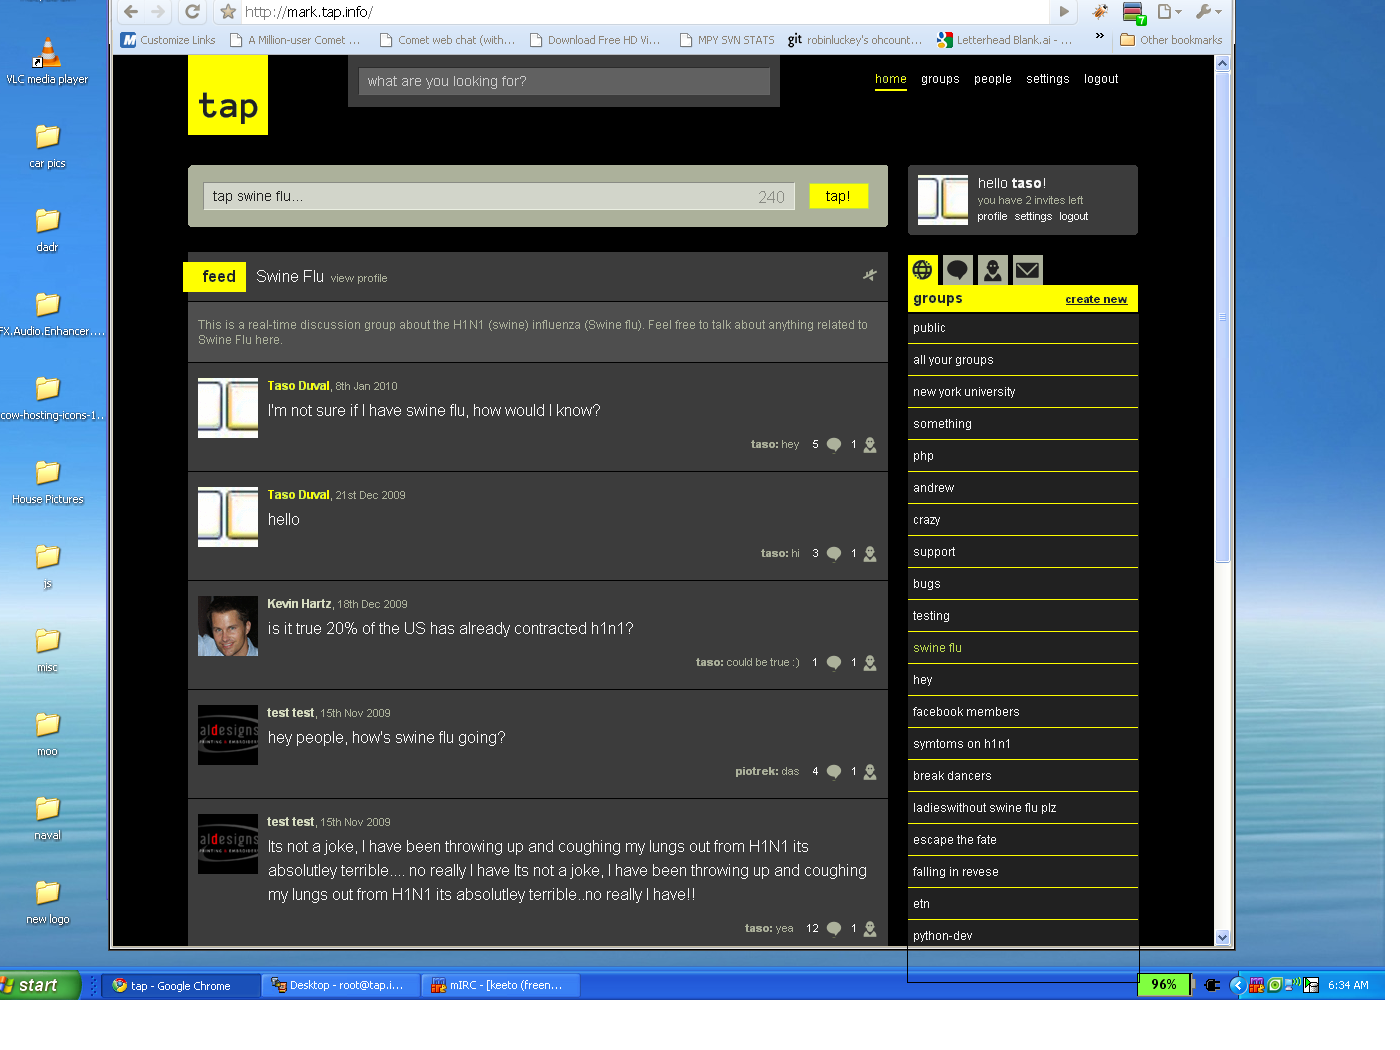 http://mark.tap.info/
7
Customize Links
A Million-user Comet ...
Comet web chat (with...
Download Free HD Vi...
MPY SVN STATS
git robinluckey's ohcount...
Letterhead Blank.ai - ...
»
Other bookmarks
VLC media player
car pics
dadr
FX.Audio.Enhancer....
cow-hosting-icons-1...
House Pictures
js
misc
moo
naval
new logo
tap
what are you looking for?
home groups people settings logout
tap swine flu... 240 tap!
hello taso!
you have 2 invites left
profile settings logout
feed Swine Flu view profile
This is a real-time discussion group about the H1N1 (swine) influenza (Swine flu). Feel free to talk about anything related to
Swine Flu here.
Taso Duval, 8th Jan 2010
I'm not sure if I have swine flu, how would I know?
taso: hey 5 1
Taso Duval, 21st Dec 2009
hello
taso: hi 3 1
Kevin Hartz, 18th Dec 2009
is it true 20% of the US has already contracted h1n1?
taso: could be true :) 1 1
aldesigns
test test, 15th Nov 2009
hey people, how's swine flu going?
piotrek: das 4 1
aldesigns
test test, 15th Nov 2009
Its not a joke, I have been throwing up and coughing my lungs out from H1N1 its
absolutley terrible.... no really I have Its not a joke, I have been throwing up and coughing
my lungs out from H1N1 its absolutley terrible..no really I have!!
taso: yea 12 1
groups create new
public
all your groups
new york university
something
php
andrew
crazy
support
bugs
testing
swine flu
hey
facebook members
symtoms on h1n1
break dancers
ladieswithout swine flu plz
escape the fate
falling in revese
etn
python-dev
start
tap - Google Chrome
Desktop - root@tap.i...
mIRC - [keeto (freen...
96%
6:34 AM